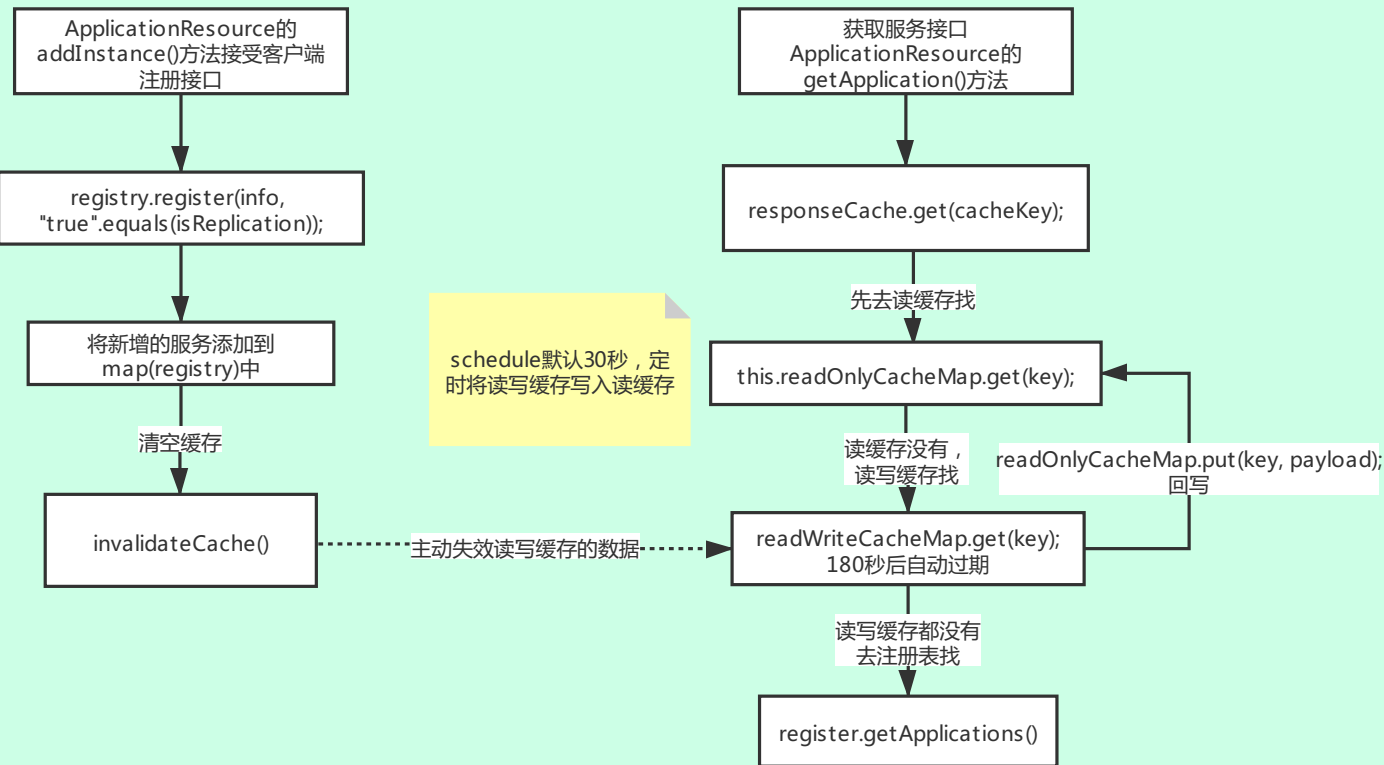 ApplicationResource的
addInstance()方法接受客户端
注册接口
registry.register(info,
"true".equals(isReplication));
将新增的服务添加到
map(registry)中
清空缓存
invalidateCache()
主动失效读写缓存的数据
schedule默认30秒，定
时将读写缓存写入读缓存
获取服务接口
ApplicationResource的
getApplication()方法
responseCache.get(cacheKey);
先去读缓存找
this.readOnlyCacheMap.get(key);
读缓存没有，
读写缓存找
readOnlyCacheMap.put(key, payload);
回写
readWriteCacheMap.get(key);
180秒后自动过期
读写缓存都没有
去注册表找
register.getApplications()